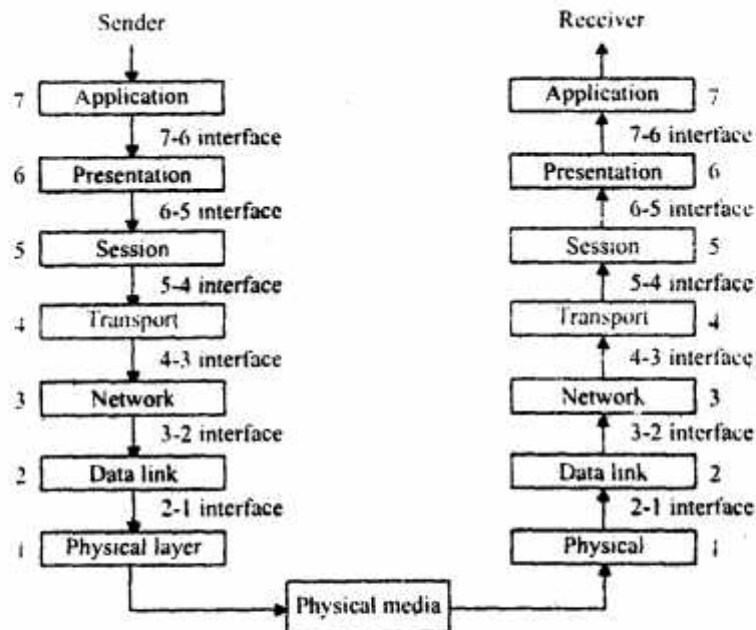 Sender
7 Application
7-6 interface
6 Presentation
6-5 interface
5 Session
5-4 interface
4 Transport
4-3 interface
3 Network
3-2 interface
2 Data link
2-1 interface
1 Physical layer
Physical media
Receiver
Application 7
7-6 interface
Presentation 6
6-5 interface
Session 5
5-4 interface
Transport 4
4-3 interface
Network 3
3-2 interface
Data link 2
2-1 interface
Physical 1